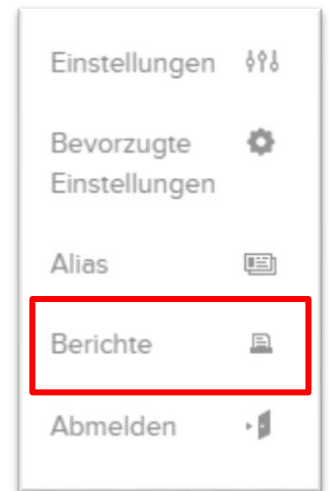 Einstellungen
Bevorzugte
Einstellungen
Alias
Berichte
Abmelden